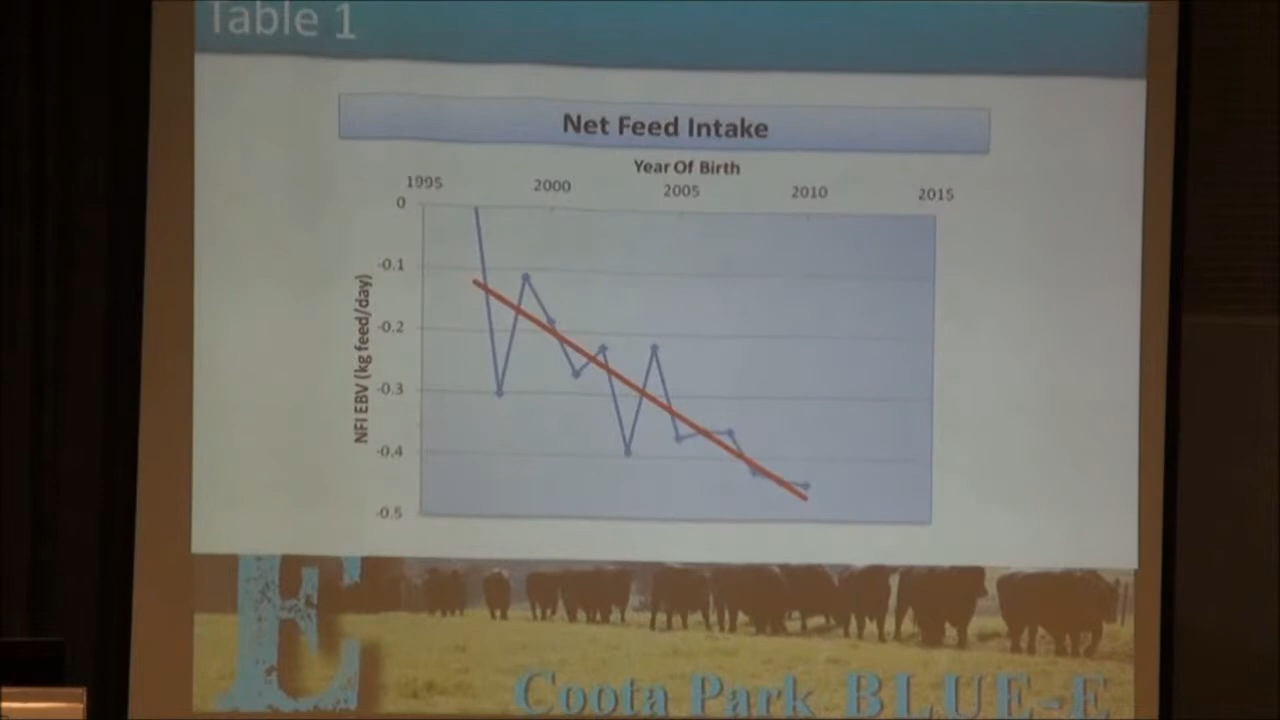 Table 1
Net Feed Intake
Year Of Birth
1995 2000 2005 2010 2015
0
-0.1
-0.2
-0.3
-0.4
-0.5
NFI EBV (kg feed/day)
E
Coota Park BLUE-E